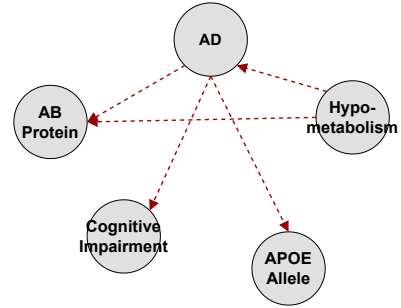 AD
AB
Protein
Hypo-
metabolism
Cognitive
Impairment
APOE
Allele